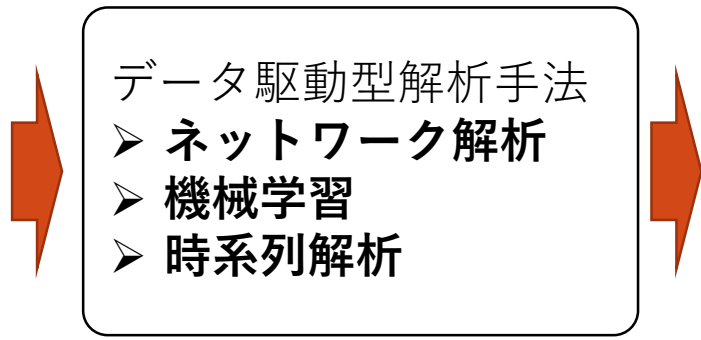 データ駆動型解析手法
➢ ネットワーク解析
➢ 機械学習
➢ 時系列解析